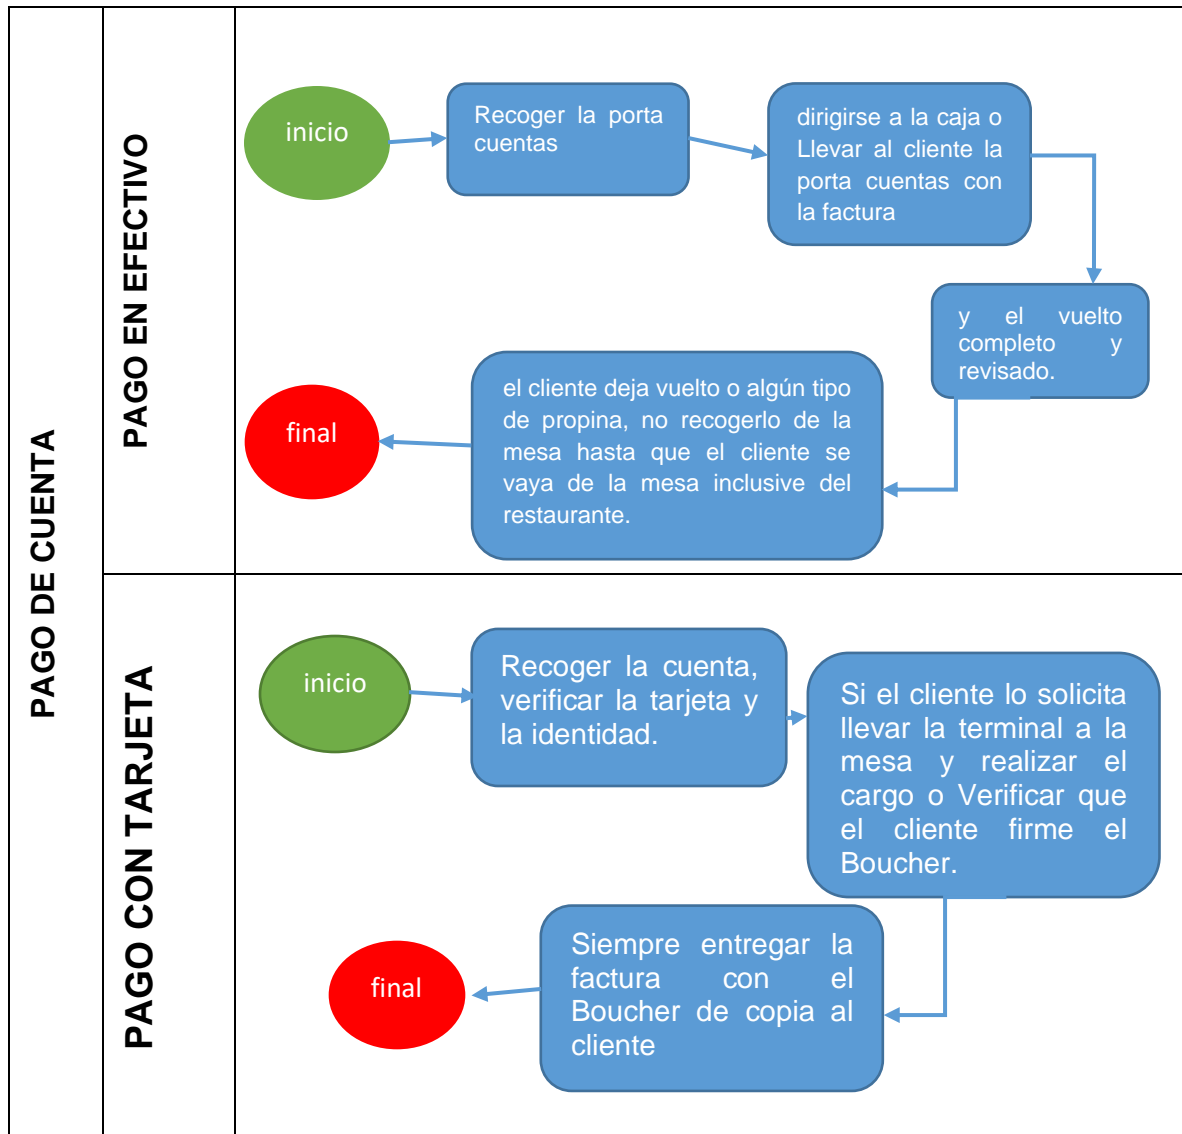 PAGO DE CUENTA
PAGO EN EFECTIVO
inicio
Recoger la porta
cuentas
dirigirse a la caja o
Llevar al cliente la
porta cuentas con
la factura
y el vuelto
completo y
revisado.
el cliente deja vuelto o algún tipo
de propina, no recogerlo de la
mesa hasta que el cliente se
vaya de la mesa inclusive del
restaurante.
final
PAGO CON TARJETA
inicio
Recoger la cuenta,
verificar la tarjeta y
la identidad.
Si el cliente lo solicita
llevar la terminal a la
mesa y realizar el
cargo o Verificar que
el cliente firme el
Boucher.
Siempre entregar la
factura con el
Boucher de copia al
cliente
final